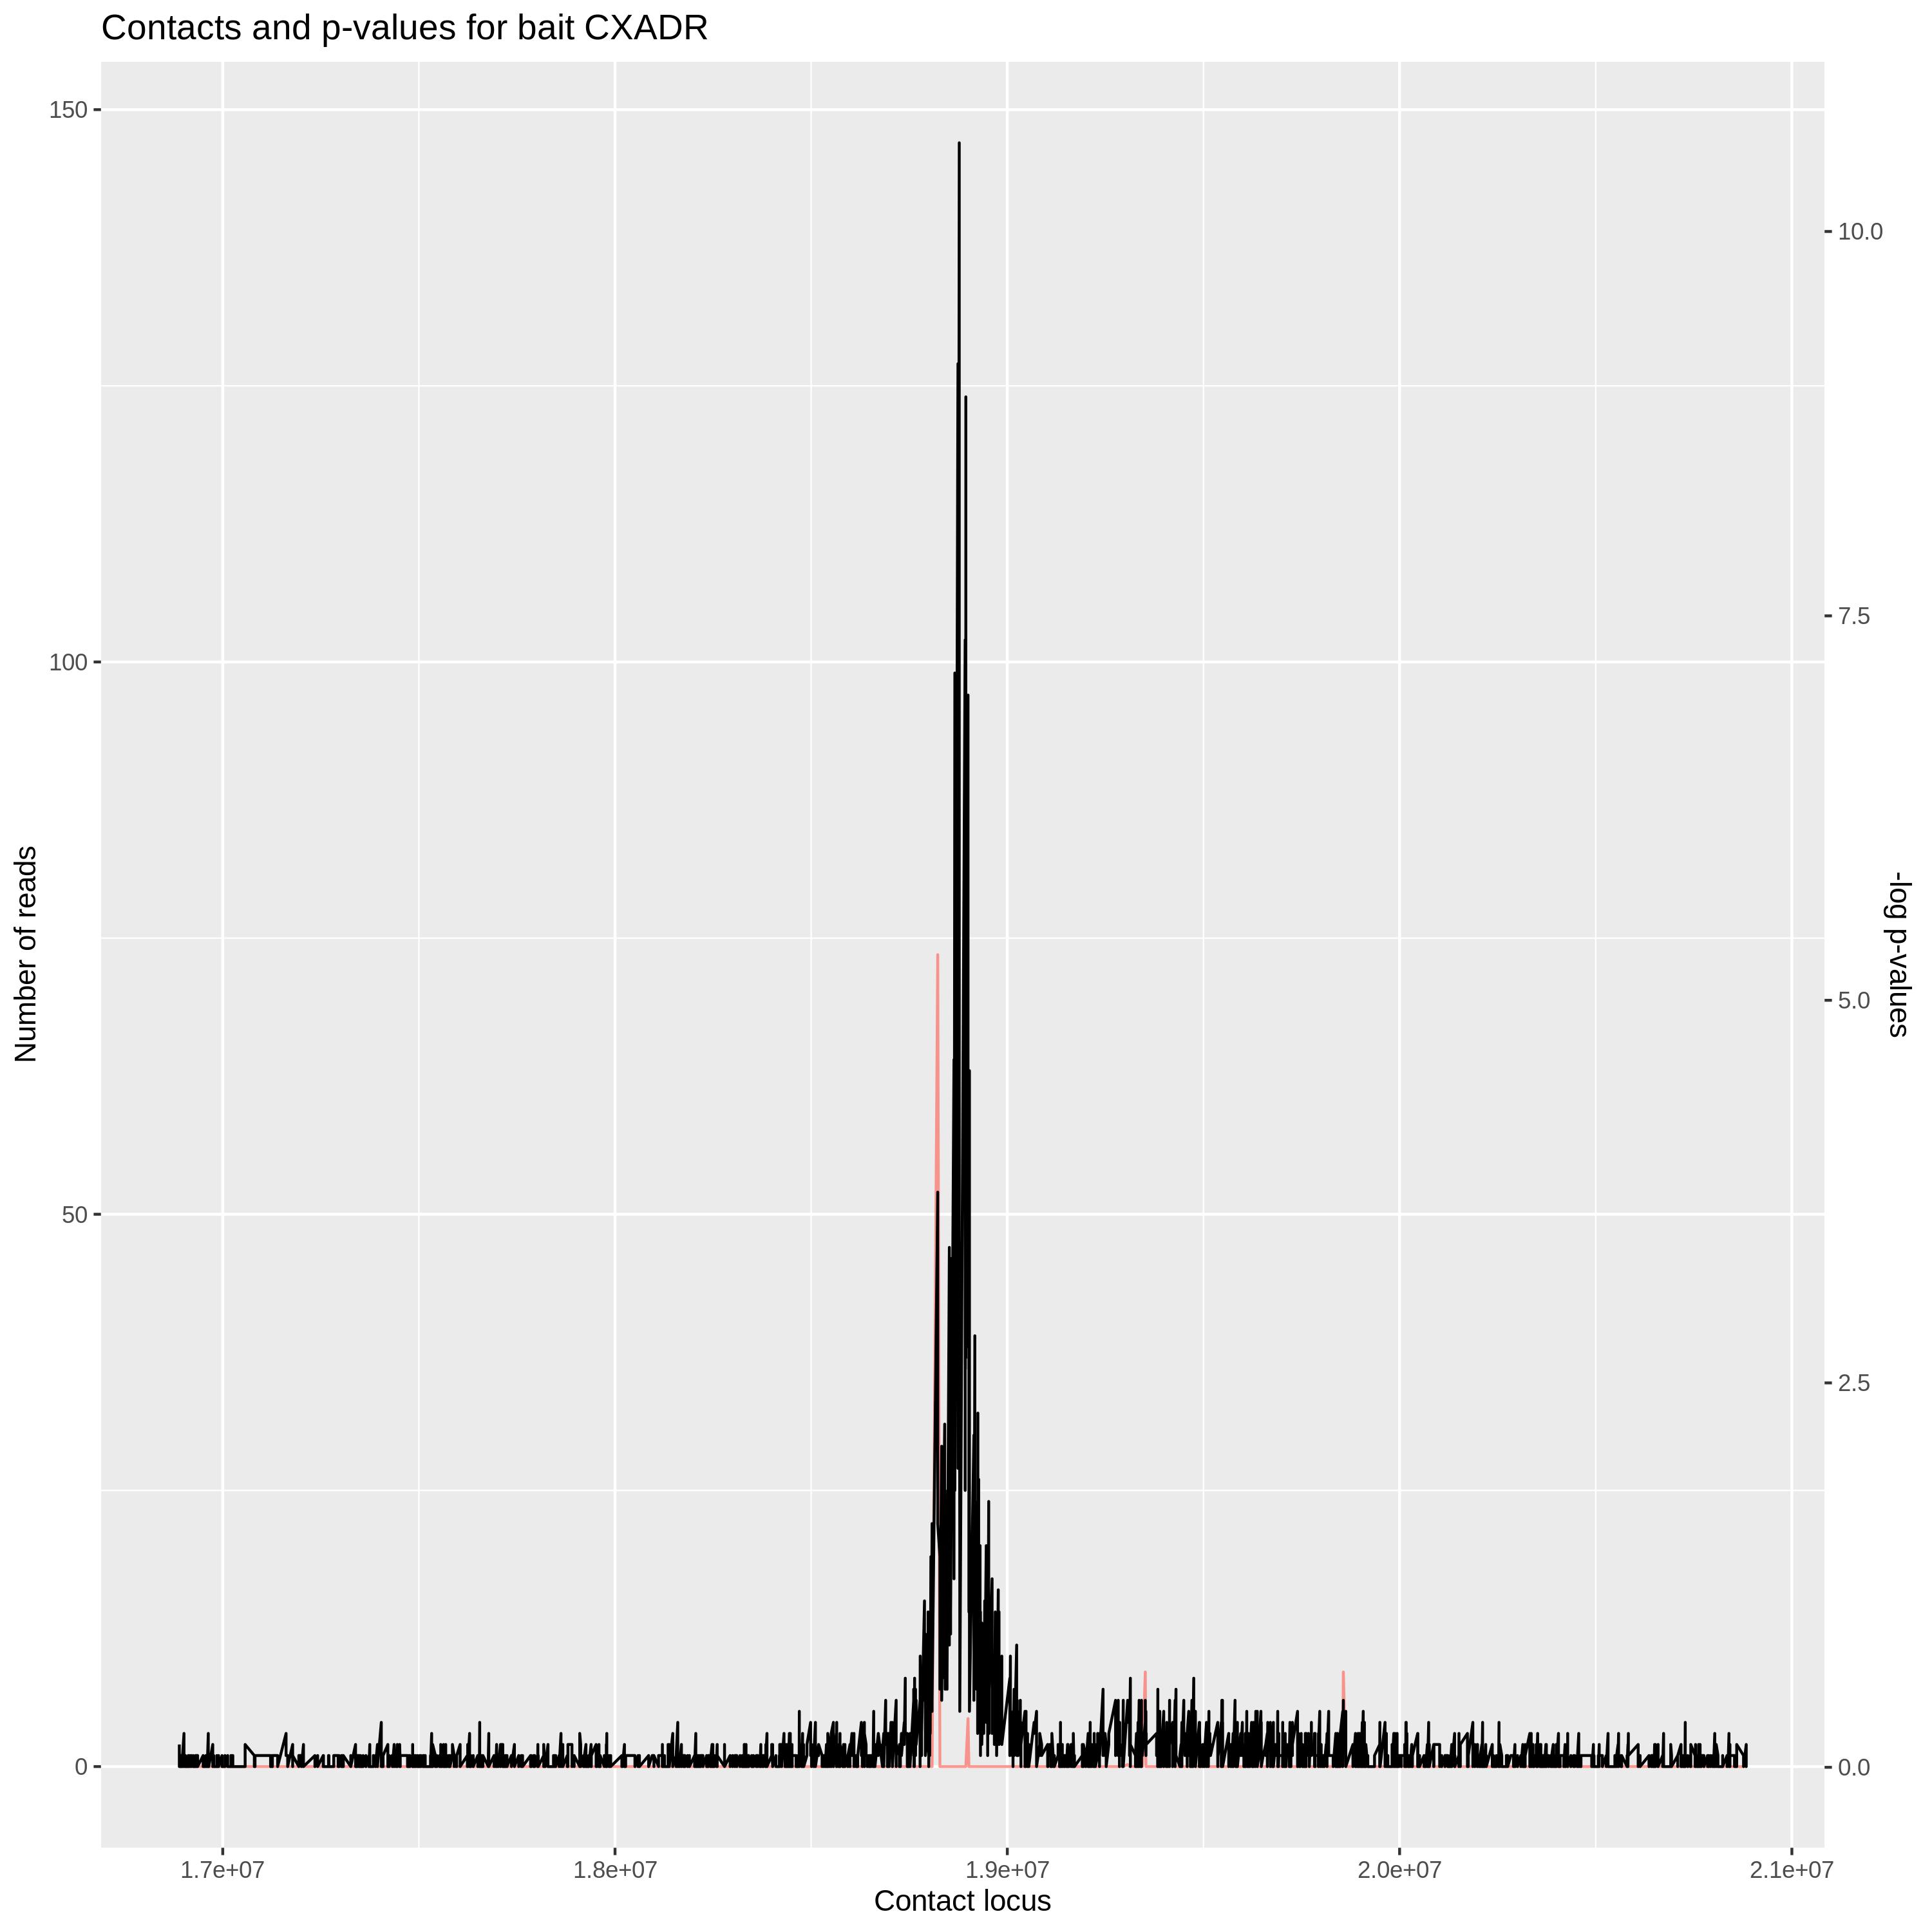 Contacts and p-values for bait CXADR
150
100
50
0
Number of reads
10.0
7.5
5.0
2.5
0.0
-log p-values
1.7e+07
1.8e+07
1.9e+07
2.0e+07
2.1e+07
Contact locus